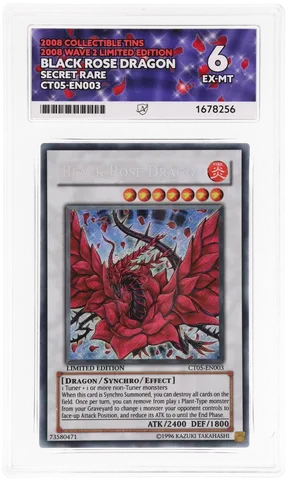 2008 COLLECTIBLE TINS
2008 WAVE 2 LIMITED EDITION
BLACK ROSE DRAGON
SECRET RARE
CT05-EN003
6
EX-MT
1678256
BLACK ROSE DRAGON
炎
LIMITED EDITION
CT05-EN003
[DRAGON/SYNCHRO/EFFECT]
1 Tuner + 1 or more non-Tuner monsters
When this card is Synchro Summoned, you can destroy all cards on the
field. Once per turn, you can remove from play 1 Plant-Type monster
from your Graveyard to change 1 monster your opponent controls to
face-up Attack Position, and reduce its ATK to 0 until the End Phase.
ATK/2400 DEF/1800
73580471
©1996 KAZUKI TAKAHASHI